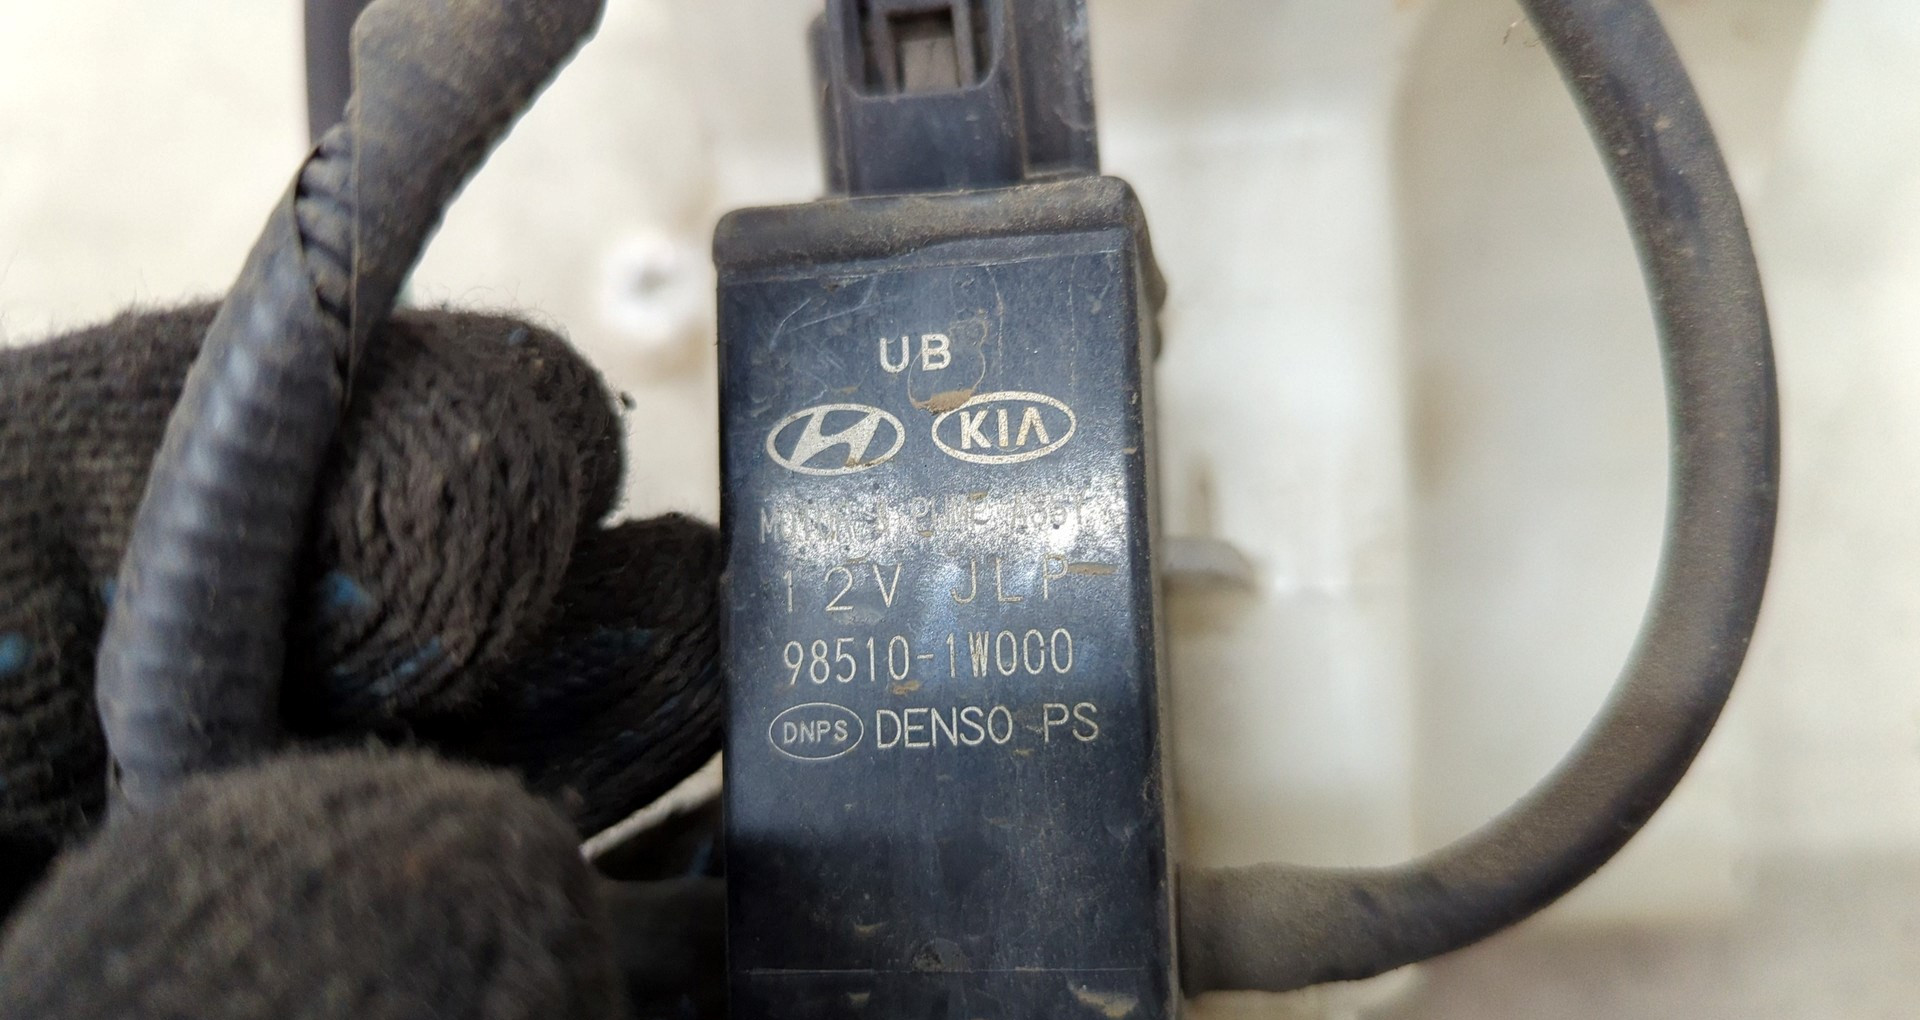 UB
KIA
12V JLP
98510-1W000
DNPS DENSO PS